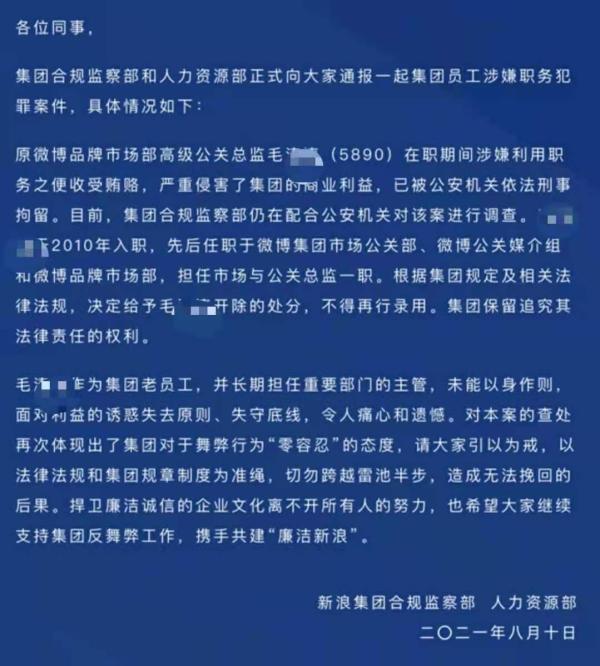 各位同事，
集团合规监察部和人力资源部正式向大家通报一起集团员工涉嫌职务犯
罪案件，具体情况如下：
原微博品牌市场部高级公关总监毛（5890）在职期间涉嫌利用职
务之便收受贿赂，严重侵害了集团的商业利益，已被公安机关依法刑事
拘留。目前，集团合规监察部仍在配合公安机关对该案进行调查。
于2010年入职，先后任职于微博集团市场公关部、微博公关媒介组
和微博品牌市场部，担任市场与公关总监一职。根据集团规定及相关法
律法规，决定给予毛开除的处分，不得再行录用。集团保留追究其
法律责任的权利。
毛作为集团老员工，并长期担任重要部门的主管，未能以身作则，
面对利益的诱惑失去原则、失守底线，令人痛心和遗憾。对本案的查处
再次体现出了集团对于舞弊行为“零容忍”的态度，请大家引以为戒，以
法律法规和集团规章制度为准绳，切勿跨越雷池半步，造成无法挽回的
后果。捍卫廉洁诚信的企业文化离不开所有人的努力，也希望大家继续
支持集团反舞弊工作，携手共建“廉洁新浪”。
新浪集团合规监察部 人力资源部
二〇二一年八月十日